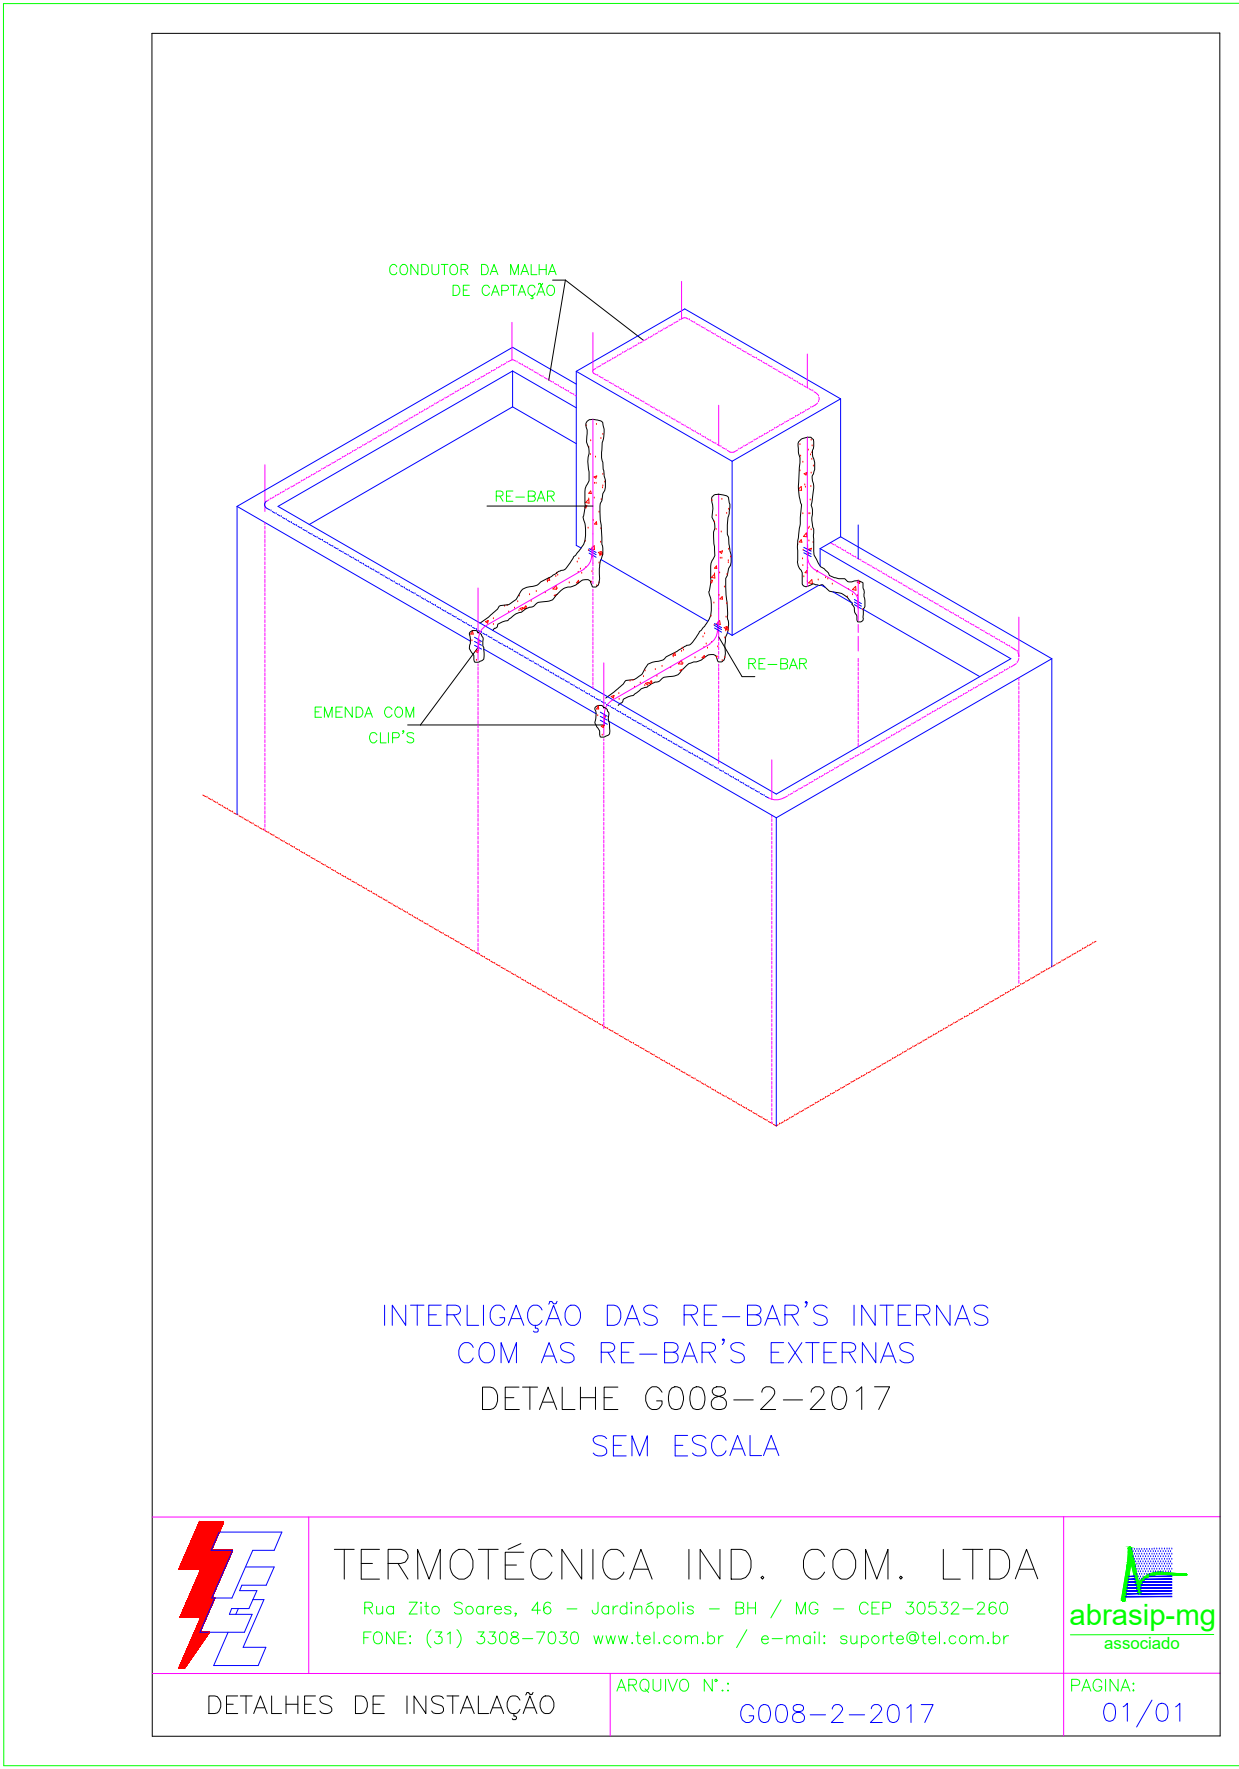 CONDUTOR DA MALHA
DE CAPTAÇÃO
RE-BAR
RE-BAR
EMENDA COM
CLIP'S
INTERLIGAÇÃO DAS RE-BAR'S INTERNAS
COM AS RE-BAR'S EXTERNAS
DETALHE G008-2-2017
SEM ESCALA
TEL
TERMOTÉCNICA IND. COM. LTDA
Rua Zito Soares, 46 - Jardinópolis - BH / MG - CEP 30532-260
FONE: (31) 3308-7030 www.tel.com.br / e-mail: suporte@tel.com.br
abrasip-mg
associado
DETALHES DE INSTALAÇÃO
ARQUIVO N°.:
G008-2-2017
PAGINA:
01/01